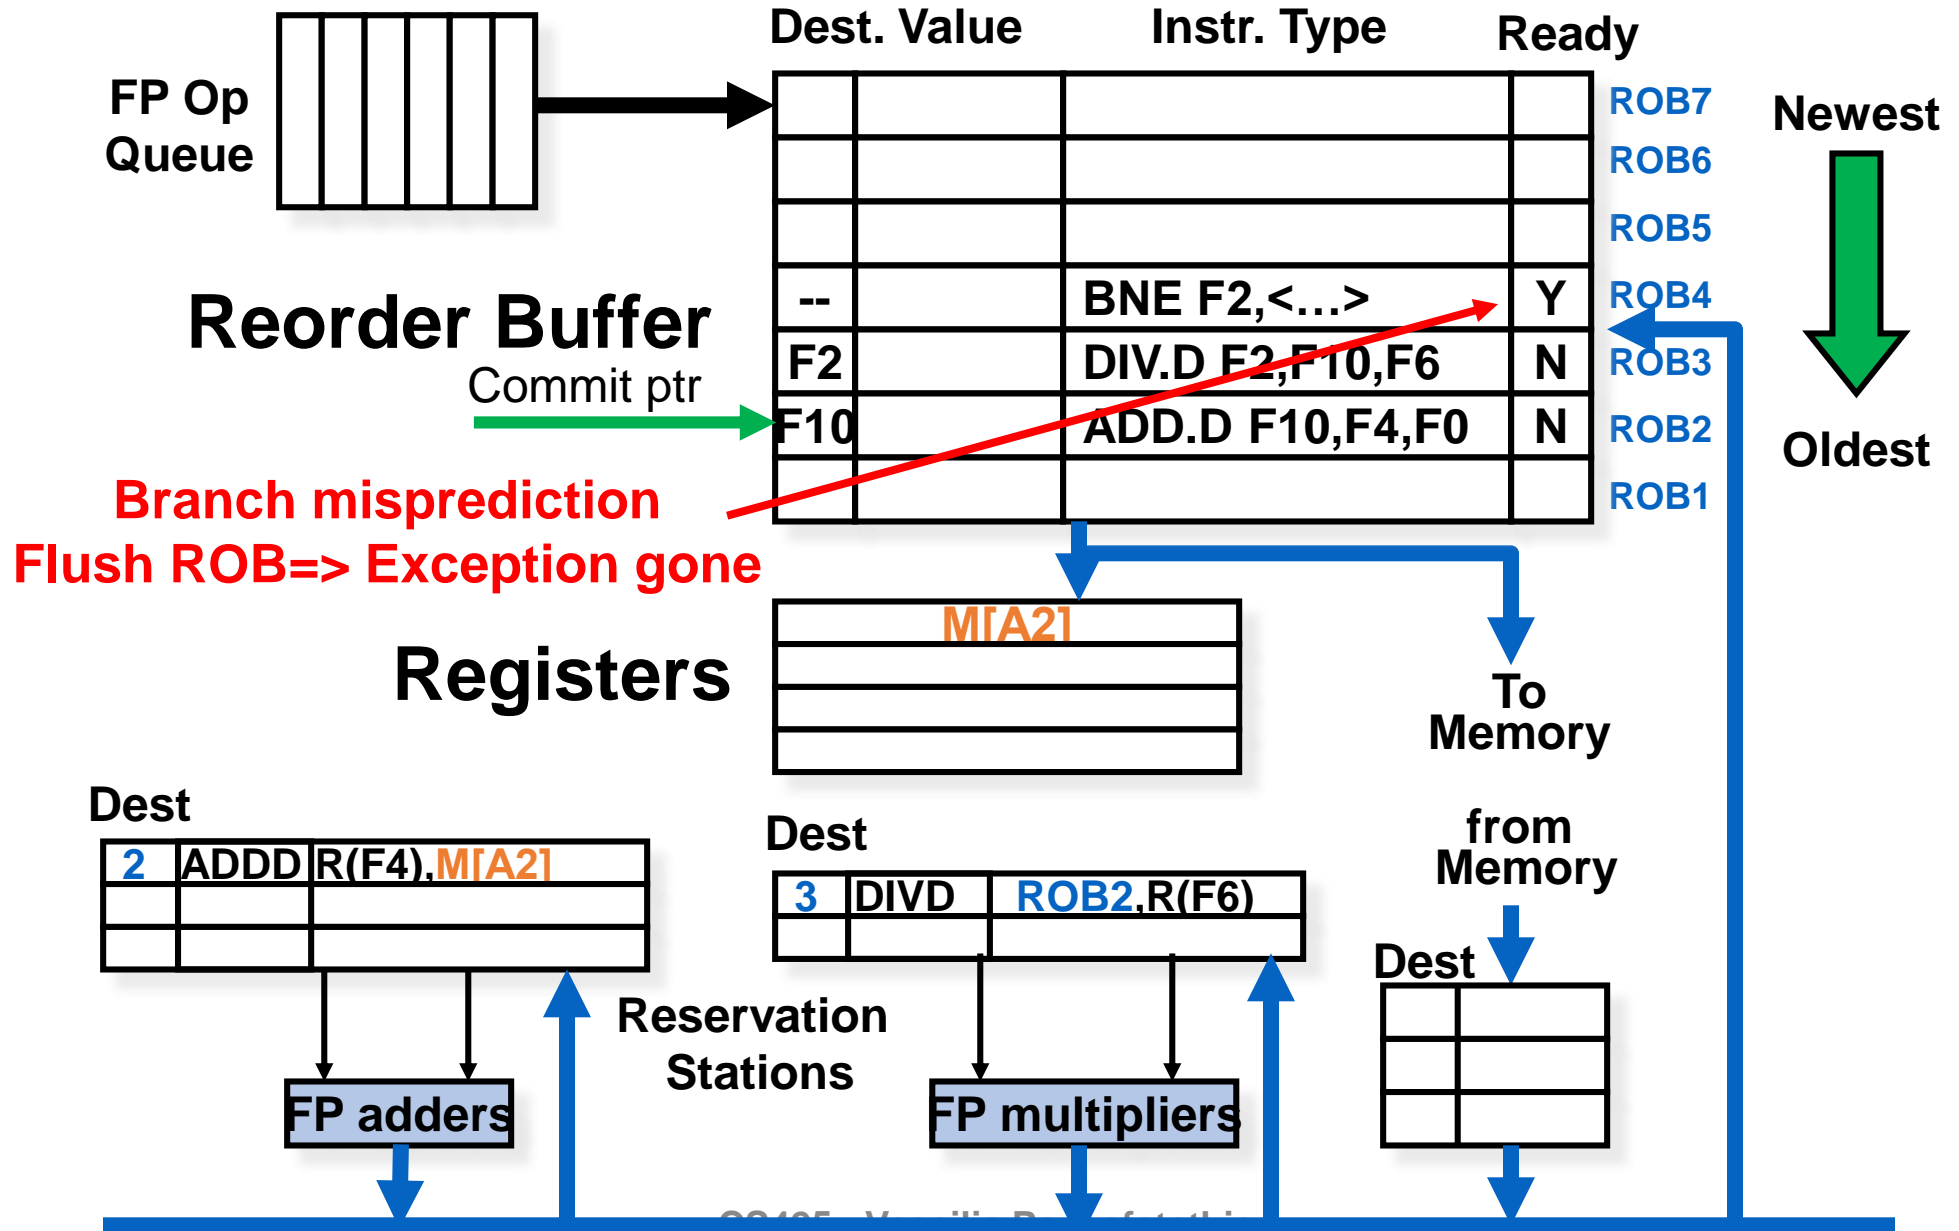 Dest. Value Instr. Type Ready
FP Op
Queue
ROB7
Newest
ROB6
ROB5
Reorder Buffer
-- BNE F2,<...> Y ROB4
F2 DIV.D F2,F10,F6 N ROB3
Commit ptr
F10 ADD.D F10,F4,F0 N ROB2
Oldest
ROB1
Branch misprediction
Flush ROB=> Exception gone
Registers
M[A2]
To
Memory
Dest
2 ADDD R(F4),M[A2]
Dest
3 DIVD ROB2,R(F6)
from
Memory
Dest
Reservation
Stations
FP adders
FP multipliers